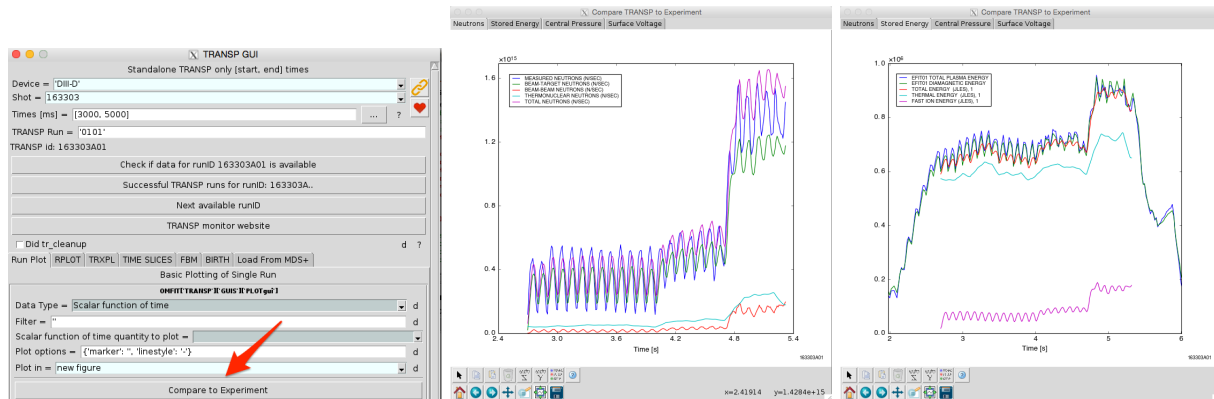 TRANSP GUI
Standalone TRANSP only [start, end] times
Device = 'DIII-D'
Shot = 163303
Times [ms] = [3000, 5000] ... ?
TRANSP Run = '0101'
TRANSP id: 163303A01
Check if data for runID 163303A01 is available
Successful TRANSP runs for runID: 163303A..
Next available runID
TRANSP monitor website
Did tr_cleanup d ?
Run Plot RPLOT TRXPL TIME SLICES FBM BIRTH Load From MDS+
Basic Plotting of Single Run
OMFIT['TRANSP']['GUIS']['PLOTgui']
Data Type = Scalar function of time d
Filter = '' d
Scalar function of time quantity to plot =
Plot options = {'marker': '', 'linestyle': '-'} d
Plot in = new figure d
Compare to Experiment
Compare TRANSP to Experiment
Neutrons Stored Energy Central Pressure Surface Voltage
1.6 ×10¹⁵
MEASURED NEUTRONS (N/SEC)
BEAM-TARGET NEUTRONS (N/SEC)
BEAM-BEAM NEUTRONS (N/SEC)
THERMONUCLEAR NEUTRONS (N/SEC)
TOTAL NEUTRONS (N/SEC)
1.2
0.8
0.4
0.0
2.4 3.0 3.6 4.2 4.8 5.4
Time [s]
163303A01
x=2.41914 y=1.4284e+15
Compare TRANSP to Experiment
Neutrons Stored Energy Central Pressure Surface Voltage
1.0 ×10⁶
EFIT01 TOTAL PLASMA ENERGY
EFIT01 DIAMAGNETIC ENERGY
TOTAL ENERGY (JLES), 1
THERMAL ENERGY (JLES), 1
FAST ION ENERGY (JLES), 1
0.8
0.6
0.4
0.2
0.0
2 3 4 5 6
Time [s]
163303A01